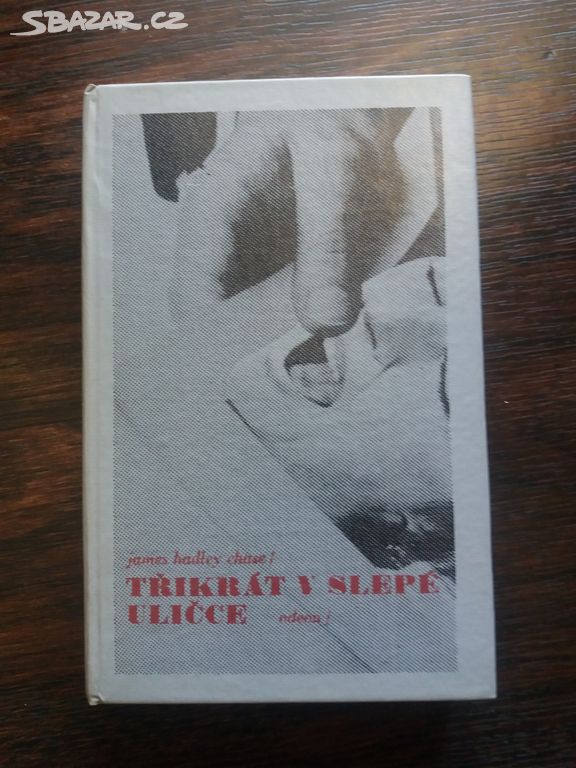 SBAZAR.CZ
james hadley chase /
TŘIKRÁT V SLEPÉ
ULIČCE odeon /